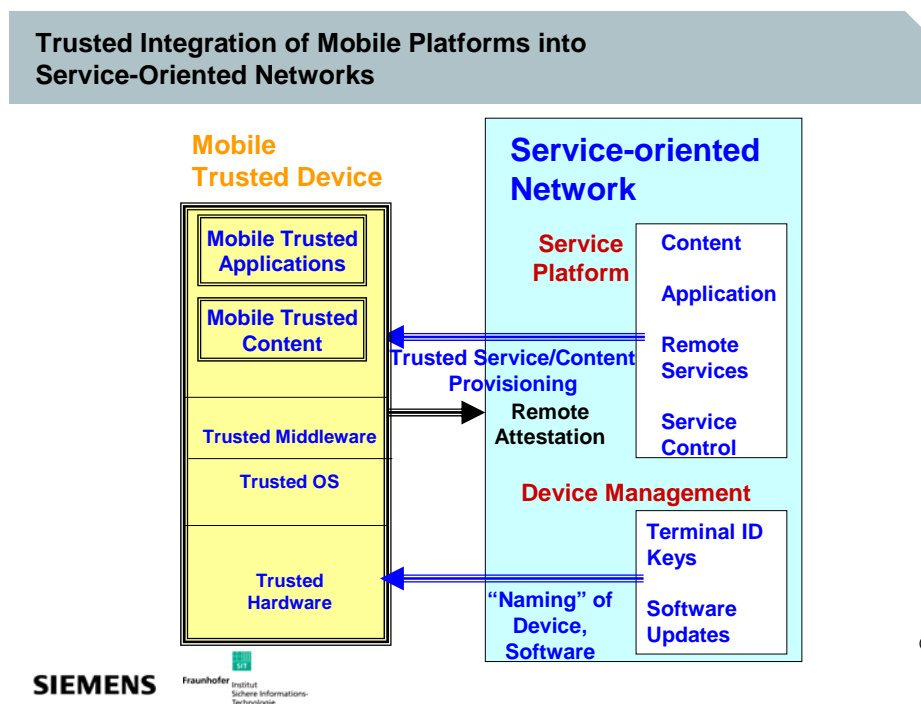 Trusted Integration of Mobile Platforms into
Service-Oriented Networks
Mobile
Trusted Device
Mobile Trusted
Applications
Mobile Trusted
Content
Trusted Middleware
Trusted OS
Trusted
Hardware
Service-oriented
Network
Service
Platform
Content
Application
Remote
Services
Service
Control
Trusted Service/Content
Provisioning
Remote
Attestation
Device Management
Terminal ID
Keys
Software
Updates
“Naming” of
Device,
Software
SIEMENS
Fraunhofer
SIT
Institut
Sichere Informations-
Technologie